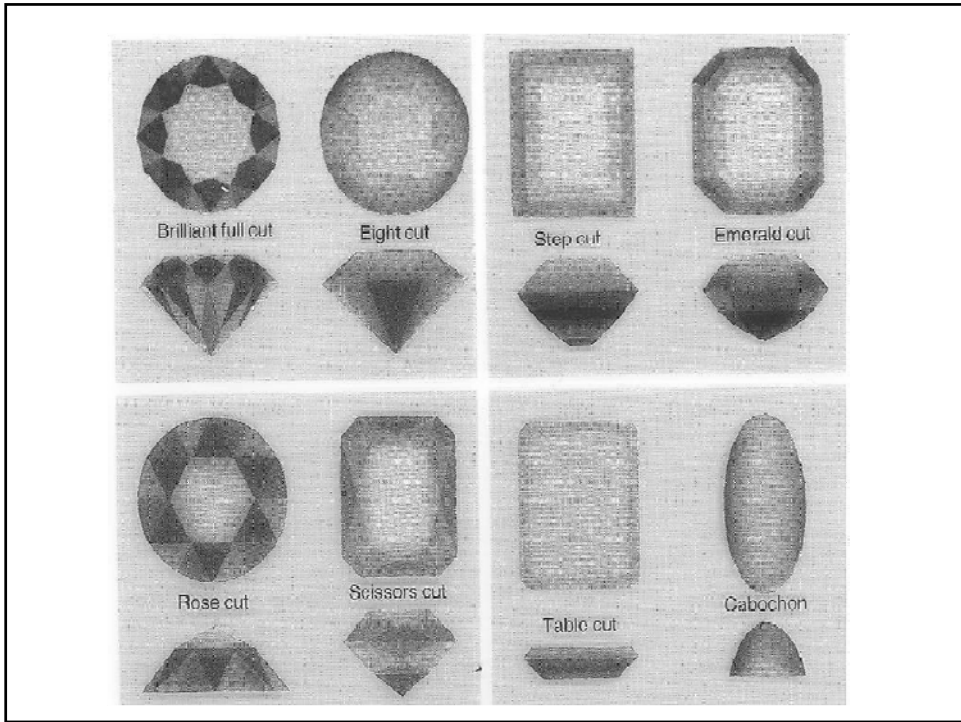 Brilliant full cut
Eight cut
Step cut
Emerald cut
Rose cut
Scissors cut
Table cut
Cabochon